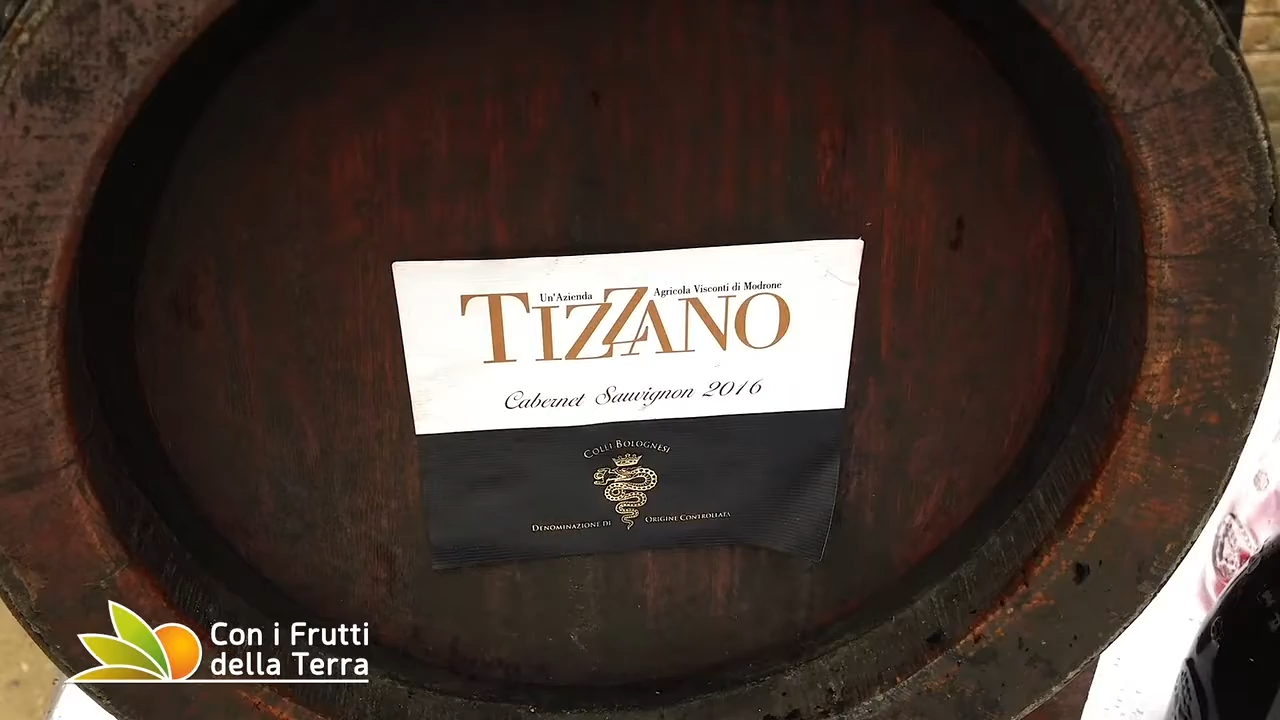 Un'Azienda Agricola Visconti di Modrone
TIZZANO
Cabernet Sauvignon 2016
COLLI BOLOGNESI
DENOMINAZIONE DI ORIGINE CONTROLLATA
Con i Frutti
della Terra